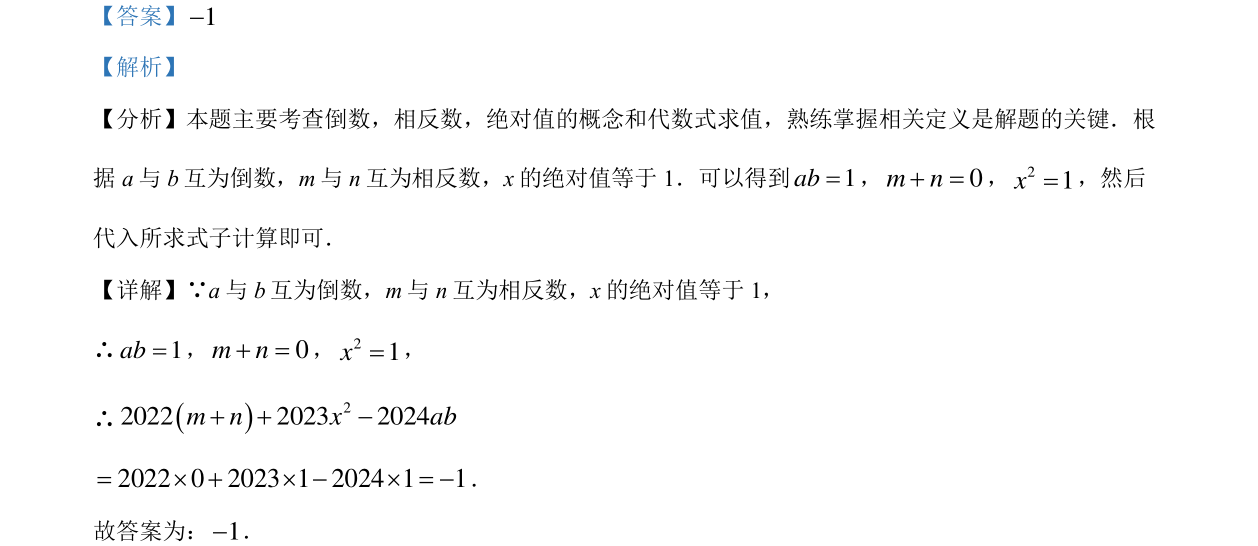 【答案】−1
【解析】
【分析】本题主要考查倒数，相反数，绝对值的概念和代数式求值，熟练掌握相关定义是解题的关键．根
据 a 与 b 互为倒数，m 与 n 互为相反数，x 的绝对值等于 1．可以得到 ab = 1，m + n = 0，x² = 1，然后
代入所求式子计算即可．
【详解】∵a 与 b 互为倒数，m 与 n 互为相反数，x 的绝对值等于 1，
∴ ab = 1，m + n = 0，x² = 1，
∴ 2022(m + n) + 2023x² − 2024ab
= 2022×0 + 2023×1 − 2024×1 = −1．
故答案为：−1．